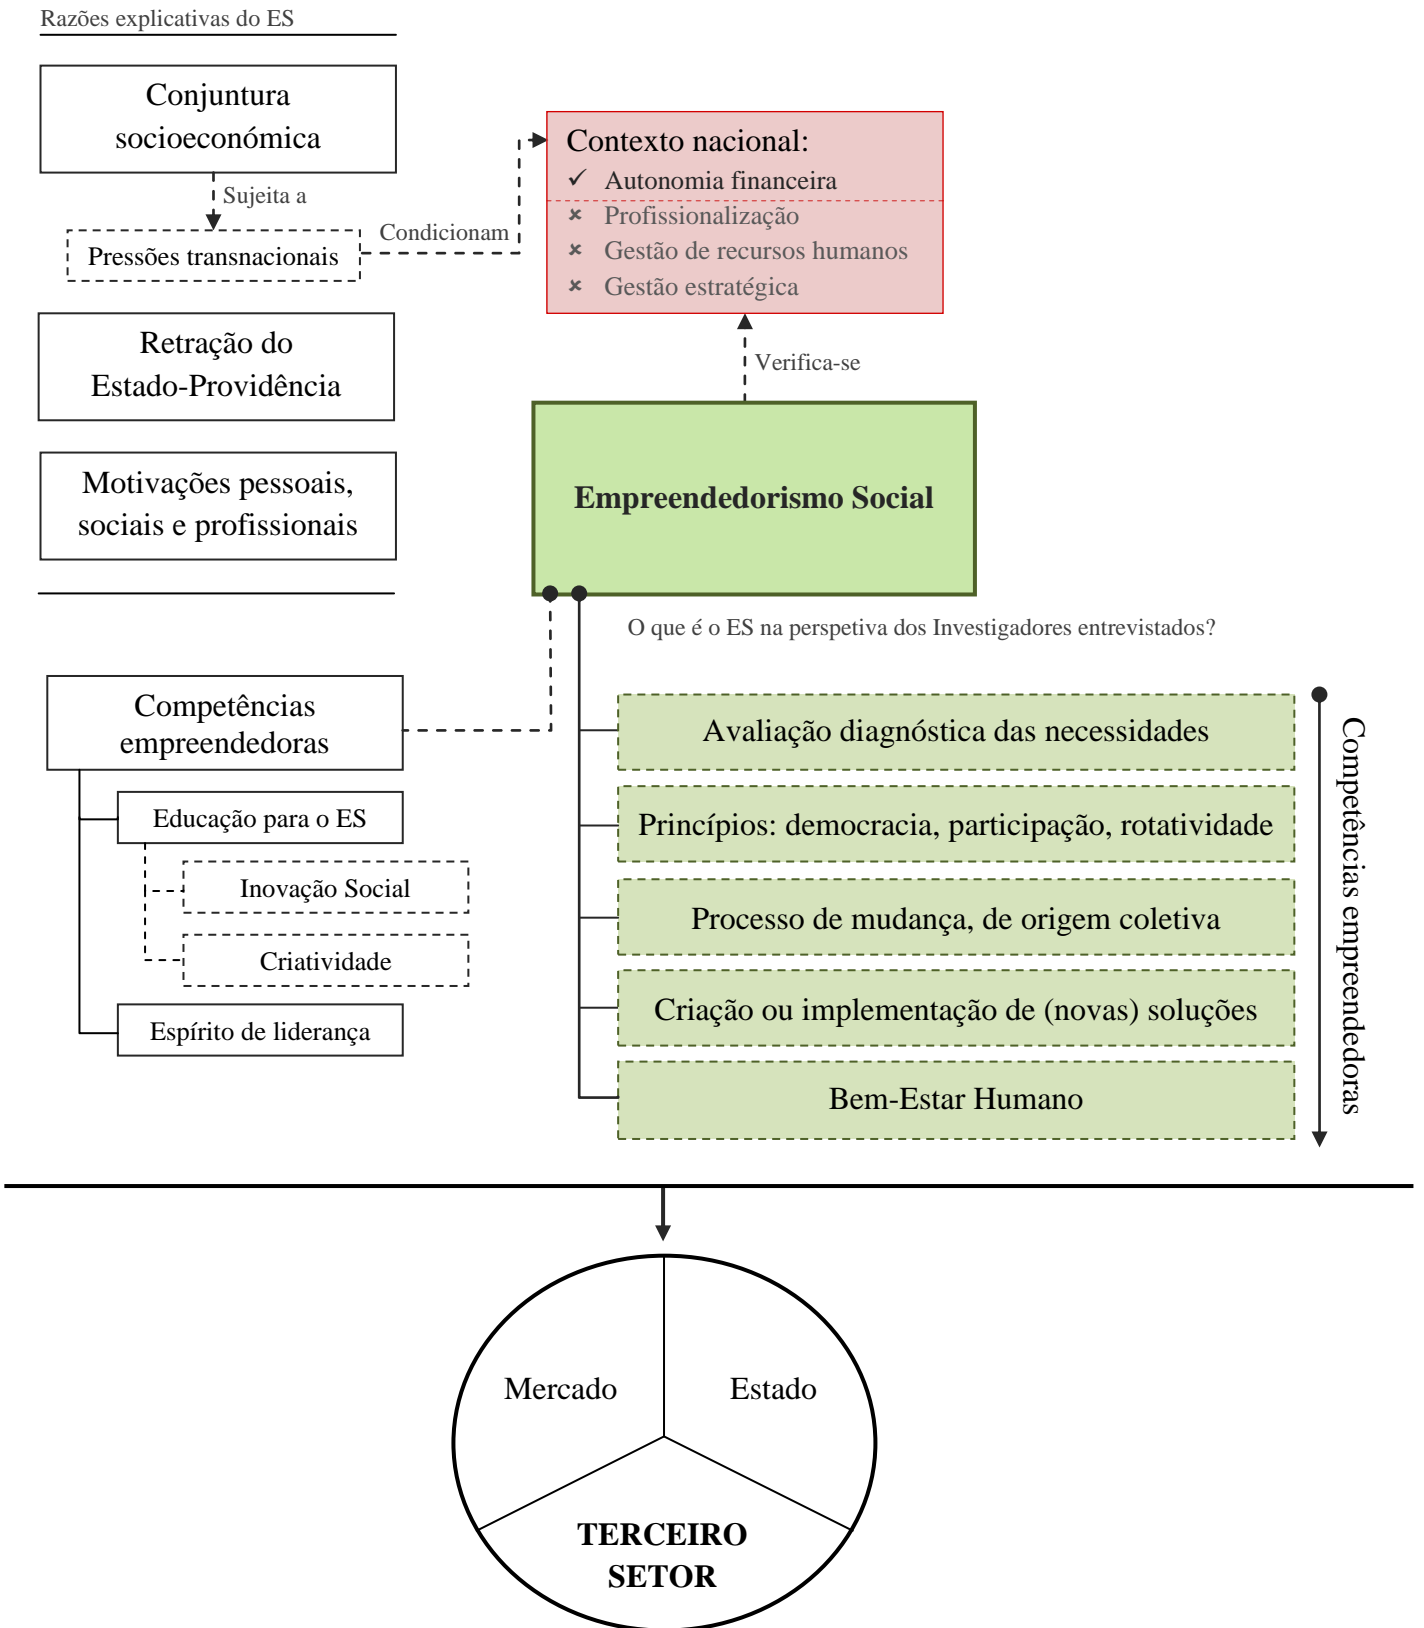 Razões explicativas do ES
Conjuntura
socioeconómica
Sujeita a
Pressões transnacionais
Condicionam
Contexto nacional:
✓ Autonomia financeira
× Profissionalização
× Gestão de recursos humanos
× Gestão estratégica
Retração do
Estado-Providência
Verifica-se
Motivações pessoais,
sociais e profissionais
Empreendedorismo Social
O que é o ES na perspetiva dos Investigadores entrevistados?
Competências
empreendedoras
Educação para o ES
Inovação Social
Criatividade
Espírito de liderança
Avaliação diagnóstica das necessidades
Princípios: democracia, participação, rotatividade
Processo de mudança, de origem coletiva
Criação ou implementação de (novas) soluções
Bem-Estar Humano
Competências empreendedoras
Mercado
Estado
TERCEIRO
SETOR